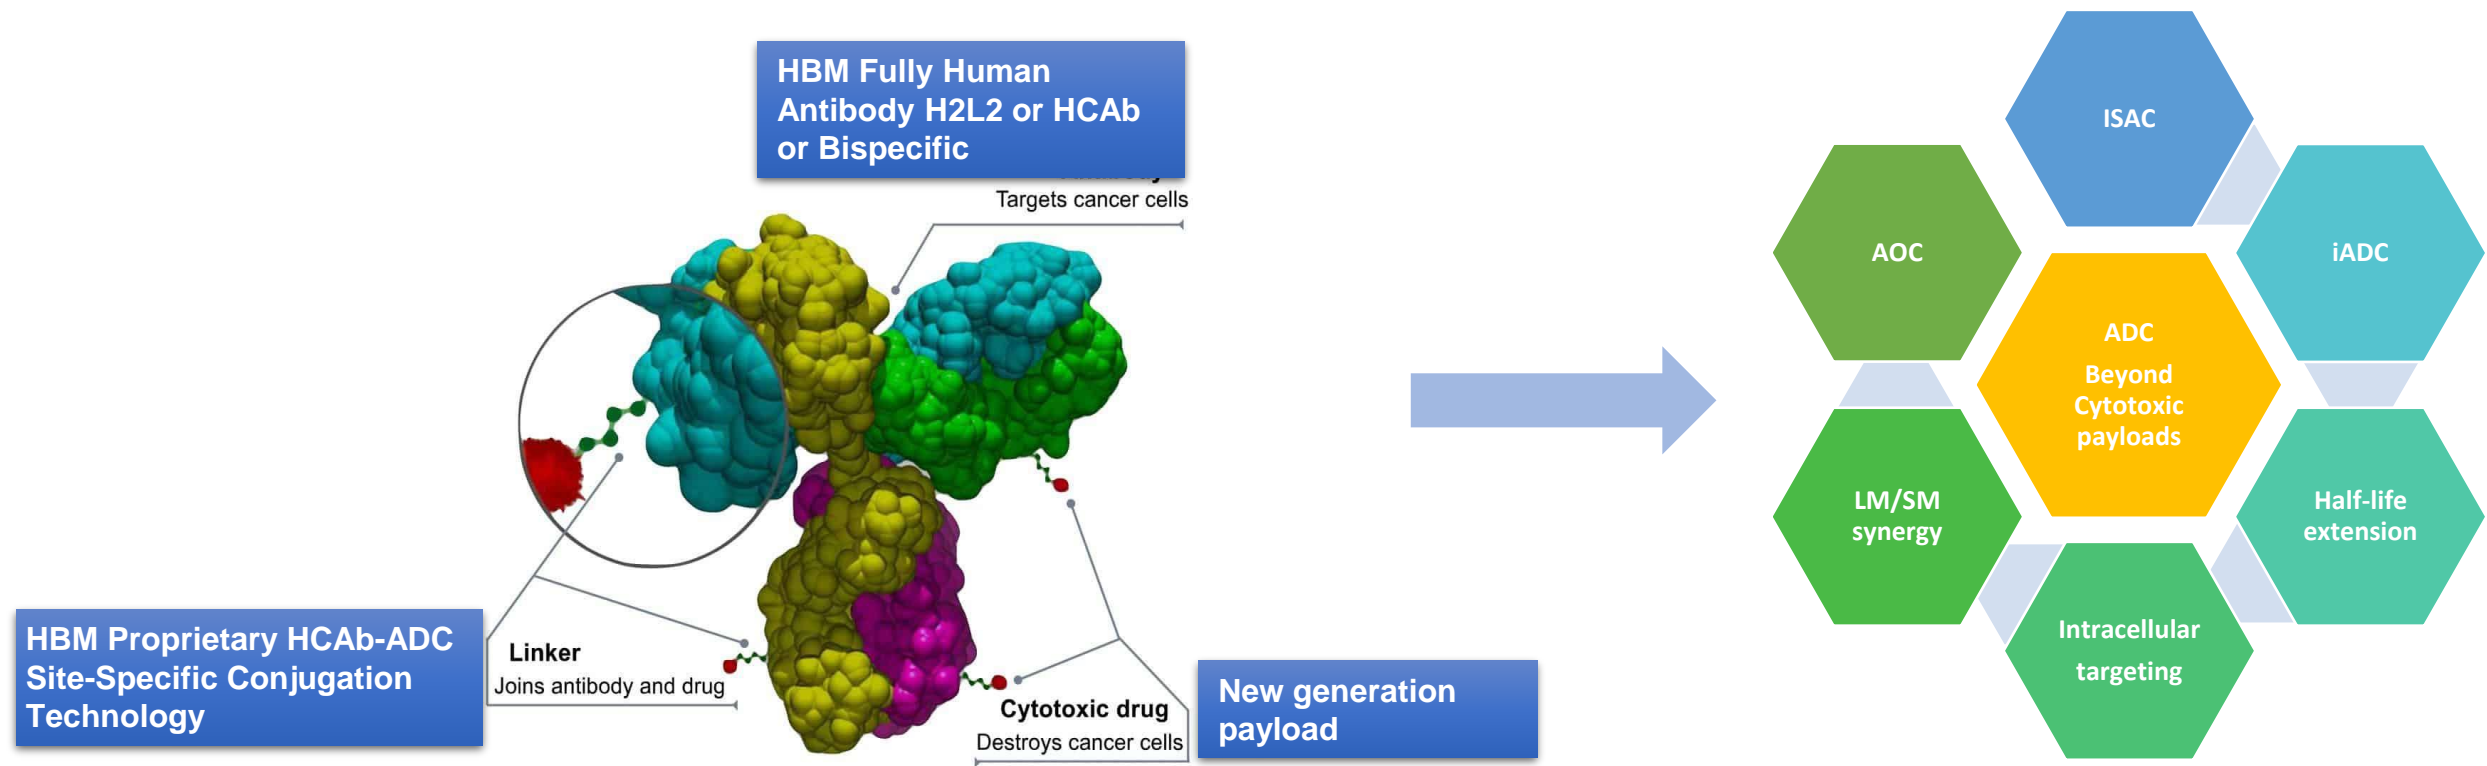 HBM Fully Human
Antibody H2L2 or HCAb
or Bispecific
Targets cancer cells
HBM Proprietary HCAb-ADC
Site-Specific Conjugation
Technology
Linker
Joins antibody and drug
Cytotoxic drug
Destroys cancer cells
New generation
payload
ISAC
AOC
iADC
ADC
Beyond
Cytotoxic
payloads
LM/SM
synergy
Half-life
extension
Intracellular
targeting